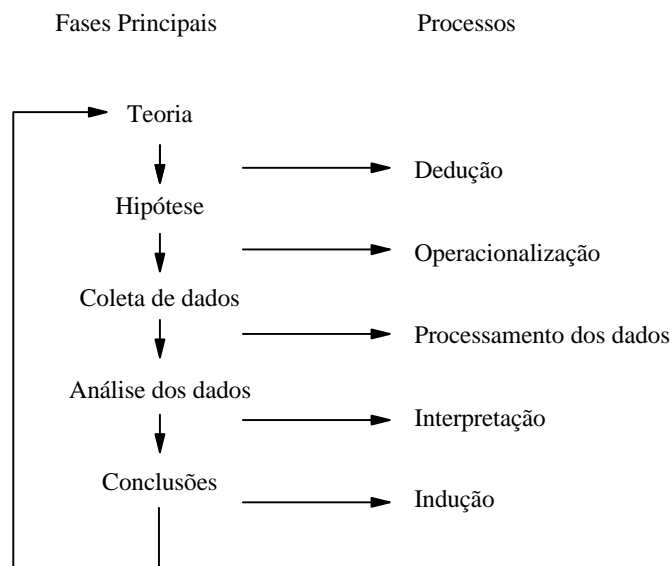 Fases Principais Processos
Teoria
Dedução
Hipótese
Operacionalização
Coleta de dados
Processamento dos dados
Análise dos dados
Interpretação
Conclusões
Indução